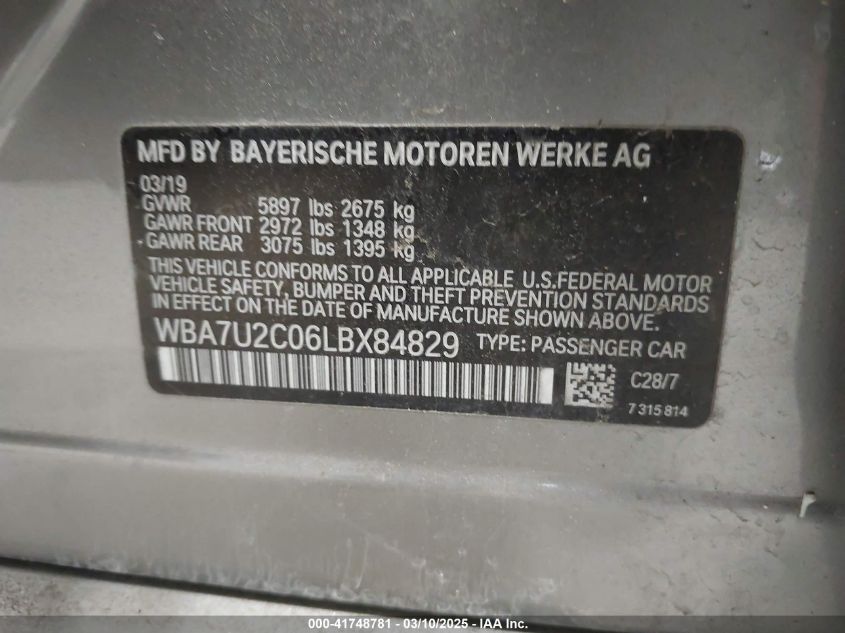 MFD BY BAYERISCHE MOTOREN WERKE AG
03/19
GVWR 5897 lbs 2675 kg
GAWR FRONT 2972 lbs 1348 kg
GAWR REAR 3075 lbs 1395 kg
THIS VEHICLE CONFORMS TO ALL APPLICABLE U.S.FEDERAL MOTOR
VEHICLE SAFETY, BUMPER AND THEFT PREVENTION STANDARDS
IN EFFECT ON THE DATE OF MANUFACTURE SHOWN ABOVE.
WBA7U2C06LBX84829 TYPE: PASSENGER CAR
C28/7
7 315 814
000-41748781 - 03/10/2025 - IAA Inc.